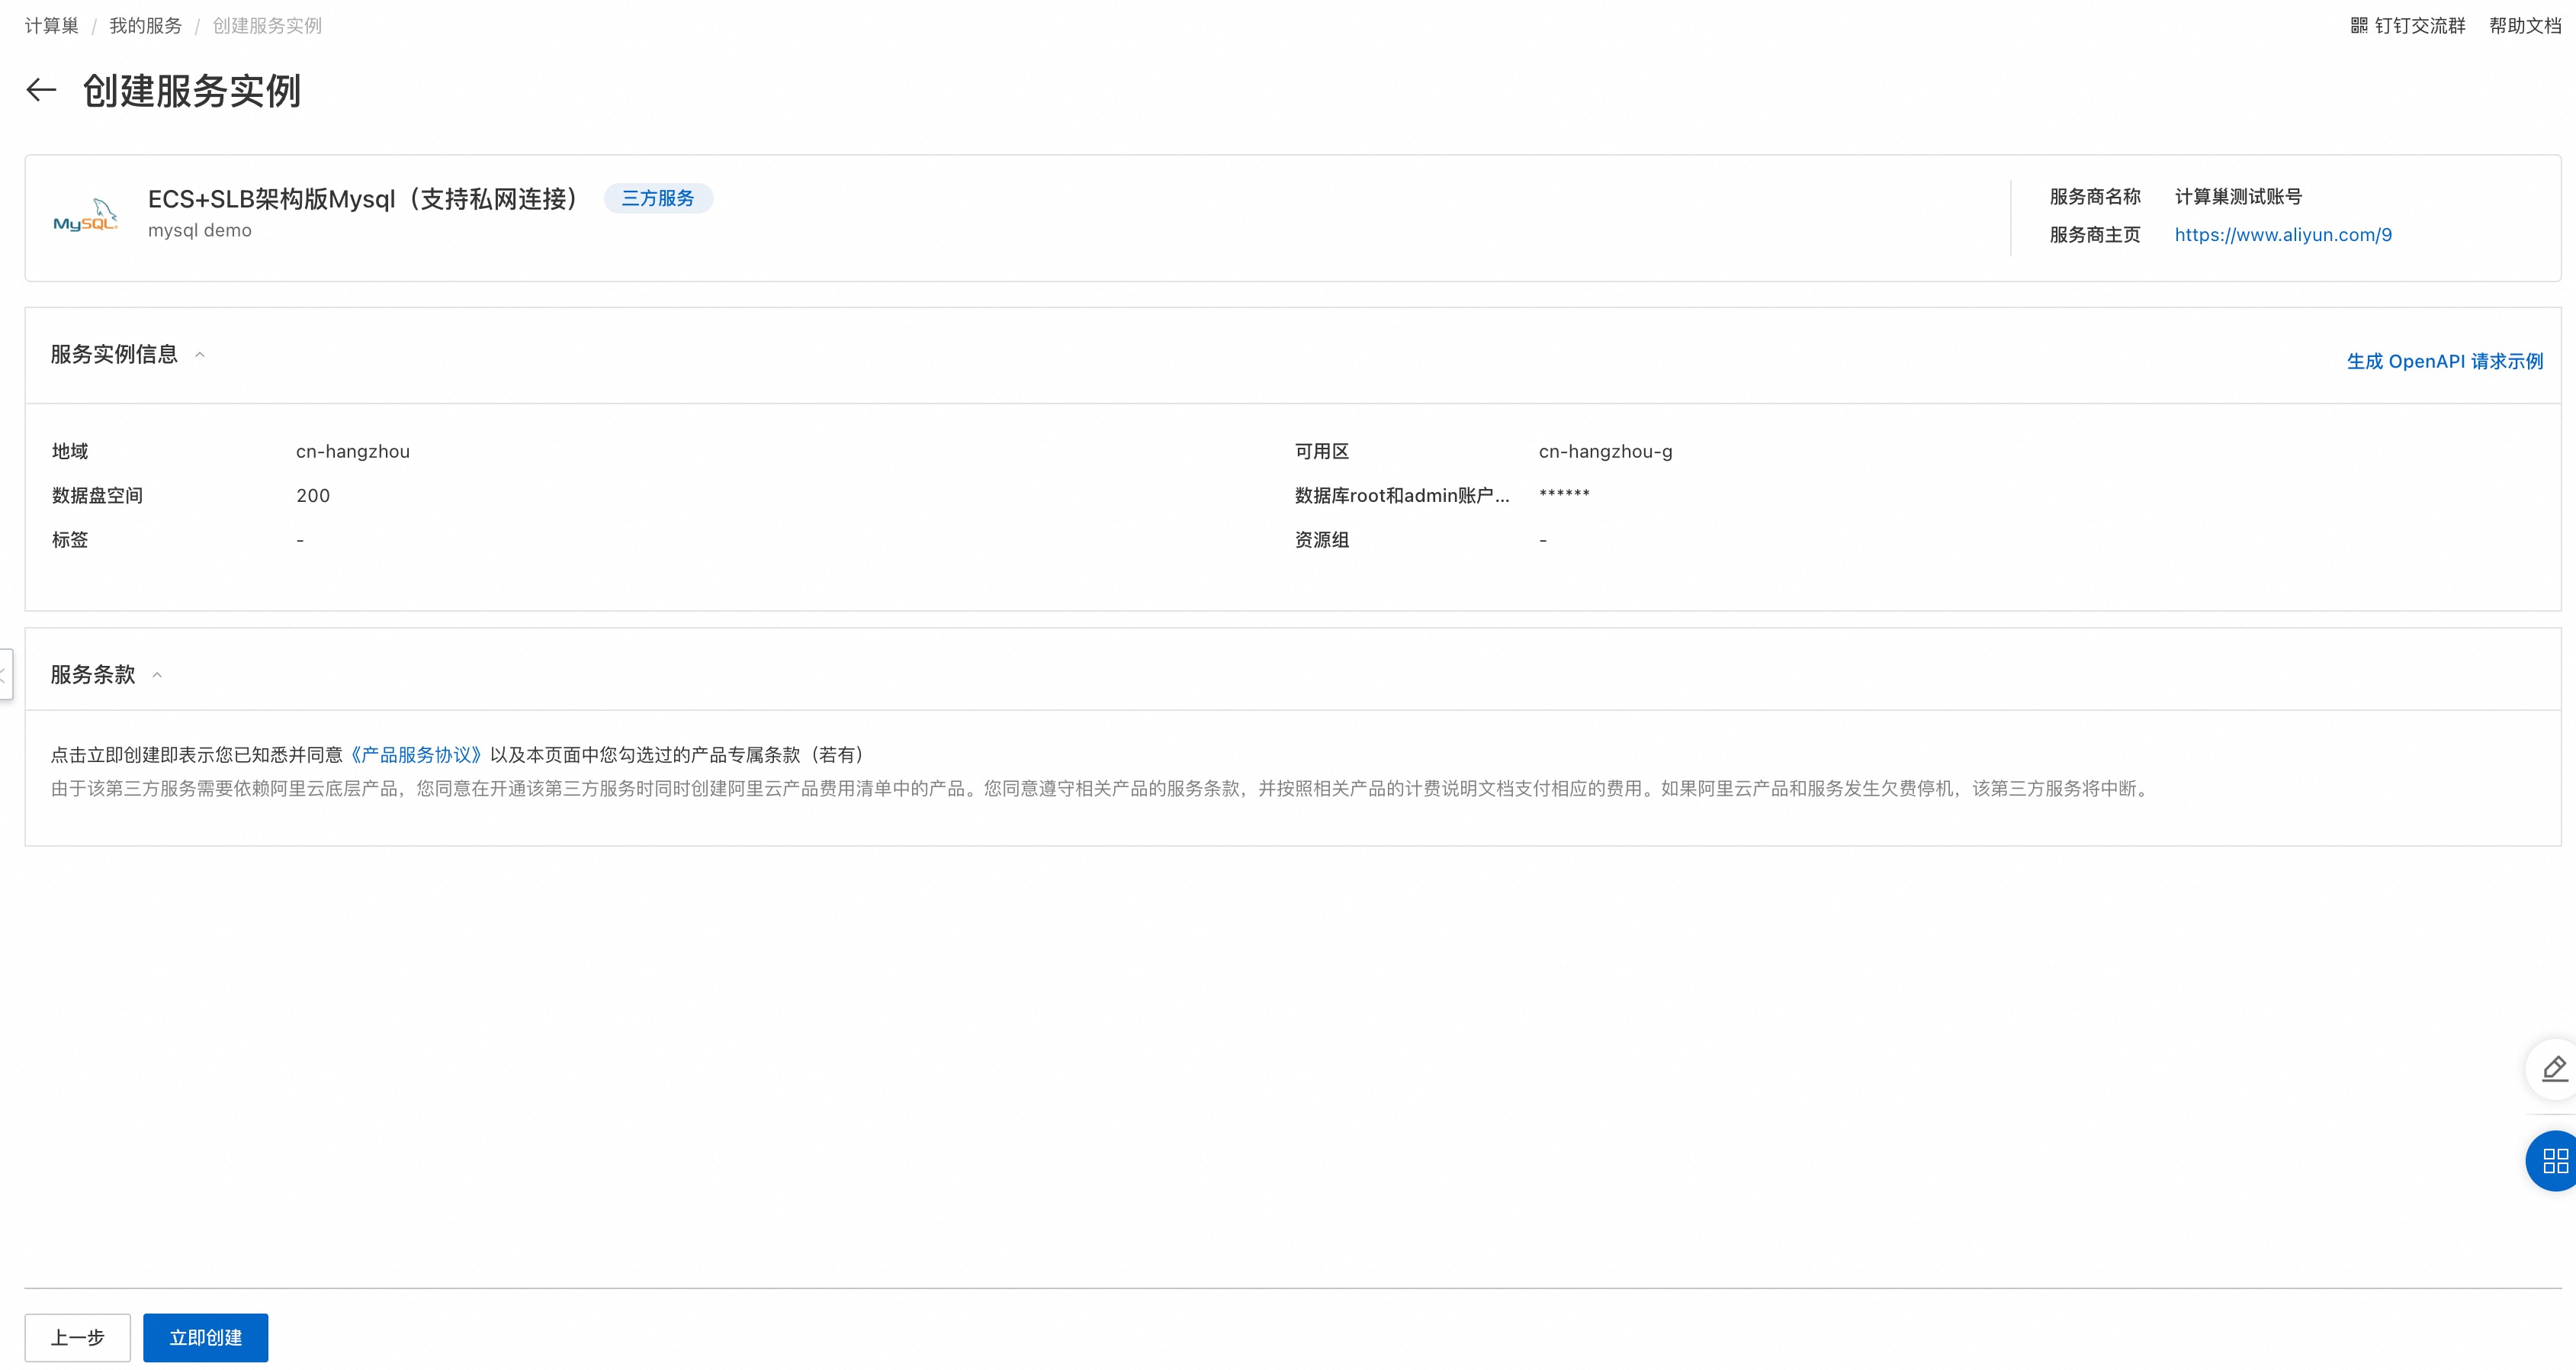 计算巢 / 我的服务 / 创建服务实例
钉钉交流群 帮助文档
创建服务实例
MySQL
ECS+SLB架构版Mysql（支持私网连接） 三方服务
mysql demo
服务商名称 计算巢测试账号
服务商主页 https://www.aliyun.com/9
服务实例信息
生成 OpenAPI 请求示例
地域 cn-hangzhou 可用区 cn-hangzhou-g
数据盘空间 200 数据库root和admin账户... ******
标签 - 资源组 -
服务条款
点击立即创建即表示您已知悉并同意《产品服务协议》以及本页面中您勾选过的产品专属条款（若有）
由于该第三方服务需要依赖阿里云底层产品，您同意在开通该第三方服务时同时创建阿里云产品费用清单中的产品。您同意遵守相关产品的服务条款，并按照相关产品的计费说明文档支付相应的费用。如果阿里云产品和服务发生欠费停机，该第三方服务将中断。
上一步 立即创建